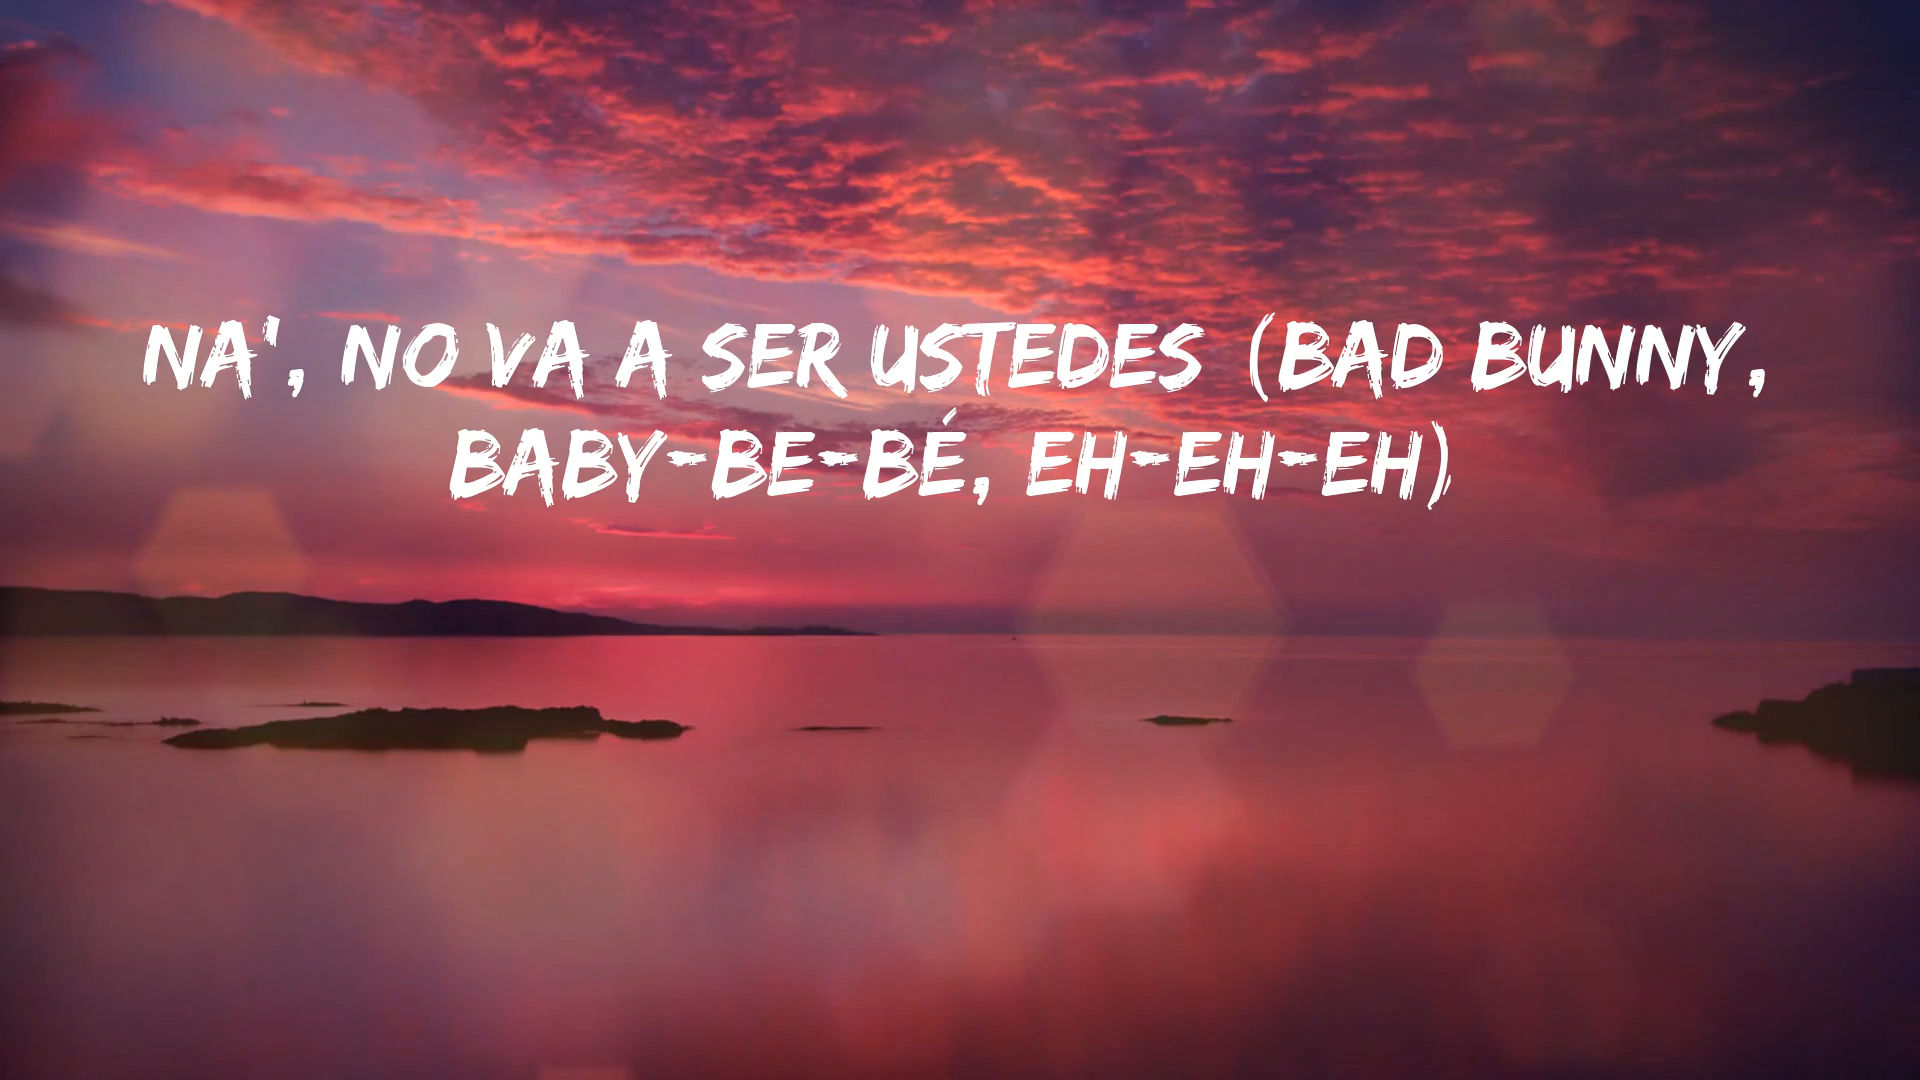 NA', NO VA A SER USTEDES (BAD BUNNY,
BABY-BE-BÉ, EH-EH-EH)